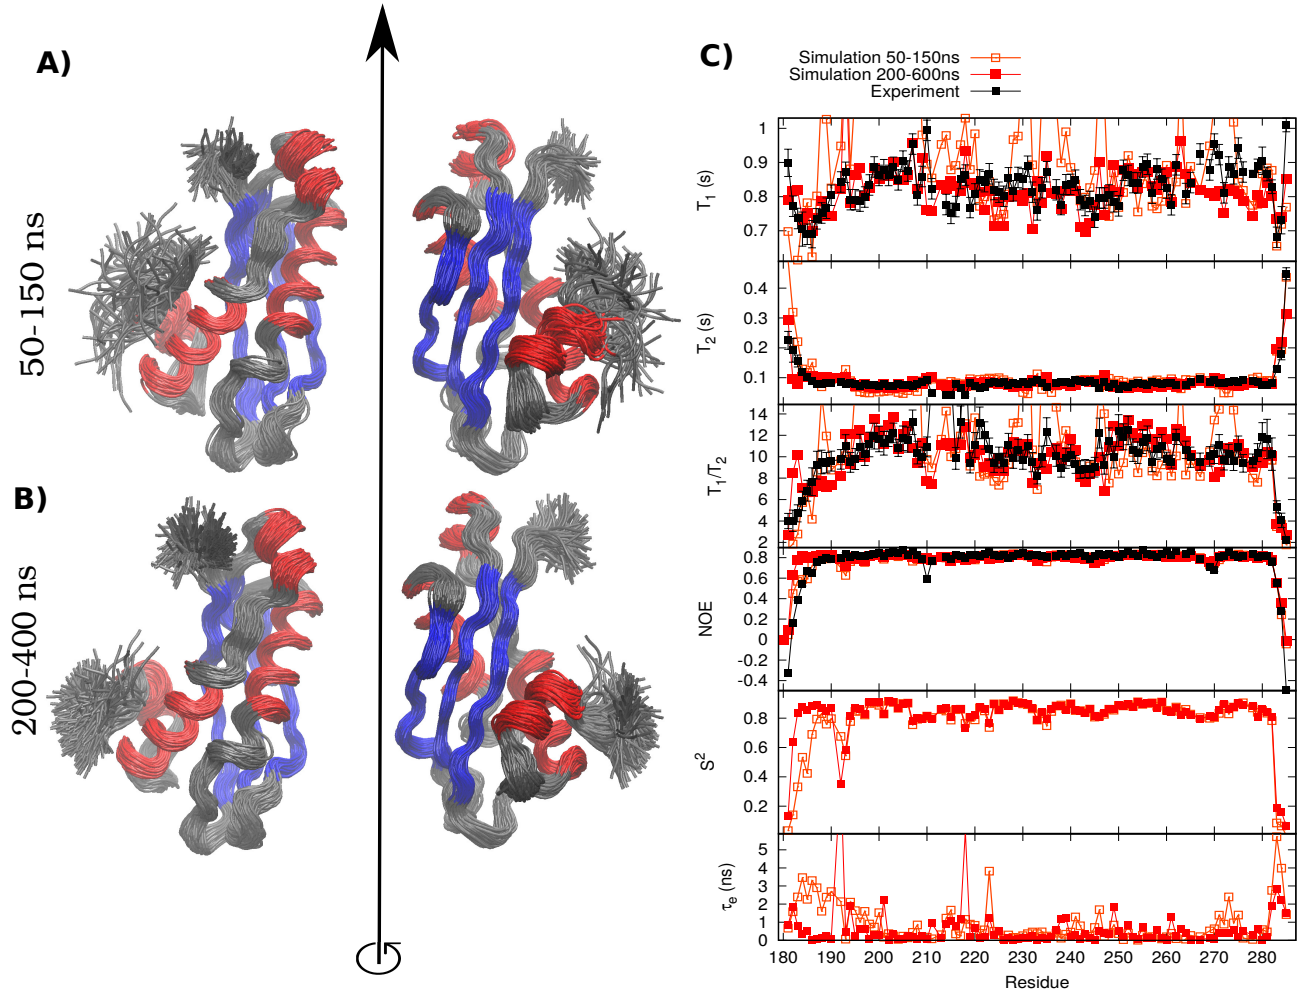 A)
50-150 ns
B)
200-400 ns
C)
Simulation 50-150ns
Simulation 200-600ns
Experiment
T1 (s)
1
0.9
0.8
0.7
T2 (s)
0.4
0.3
0.2
0.1
T1/T2
14
12
10
8
6
4
2
NOE
0.8
0.6
0.4
0.2
0
-0.2
-0.4
S2
0.8
0.6
0.4
0.2
τe (ns)
5
4
3
2
1
0
180 190 200 210 220 230 240 250 260 270 280
Residue